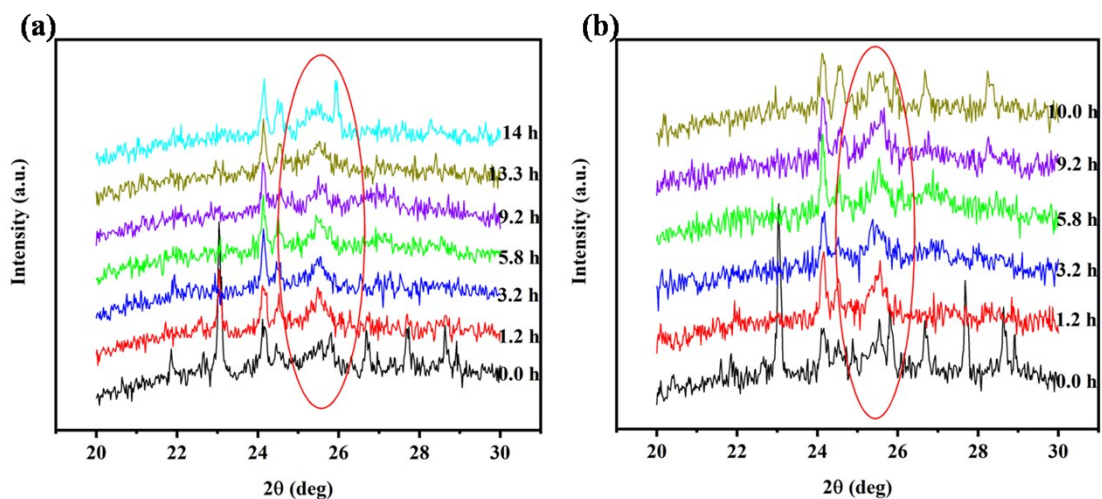 (a)
Intensity (a.u.)
14 h
13.3 h
9.2 h
5.8 h
3.2 h
1.2 h
0.0 h
20 22 24 26 28 30
2θ (deg)
(b)
Intensity (a.u.)
10.0 h
9.2 h
5.8 h
3.2 h
1.2 h
0.0 h
20 22 24 26 28 30
2θ (deg)